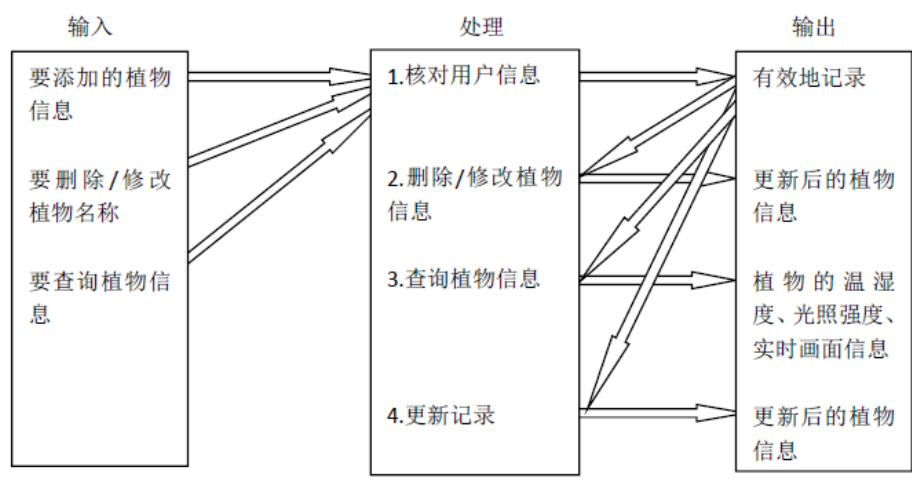 输入
要添加的植物
信息
要删除/修改
植物名称
要查询植物信
息
处理
1.核对用户信息
2.删除/修改植物
信息
3.查询植物信息
4.更新记录
输出
有效地记录
更新后的植物
信息
植物的温湿
度、光照强度、
实时画面信息
更新后的植物
信息